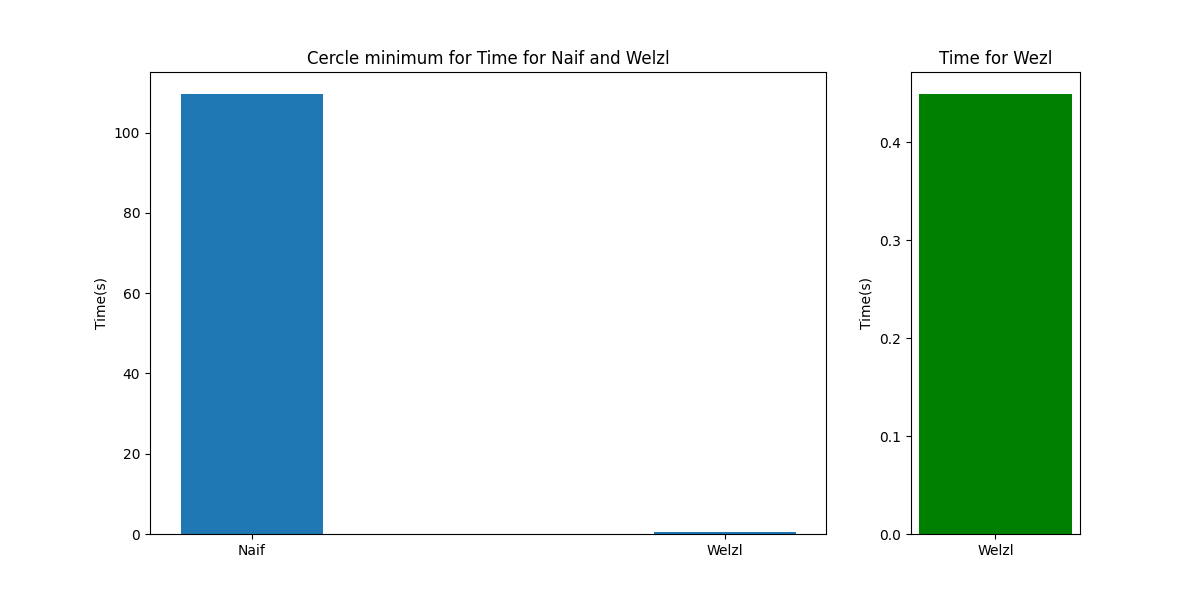 Cercle minimum for Time for Naif and Welzl
Time(s)
100
80
60
40
20
0
Naif
Welzl
Time for Wezl
Time(s)
0.4
0.3
0.2
0.1
0.0
Welzl